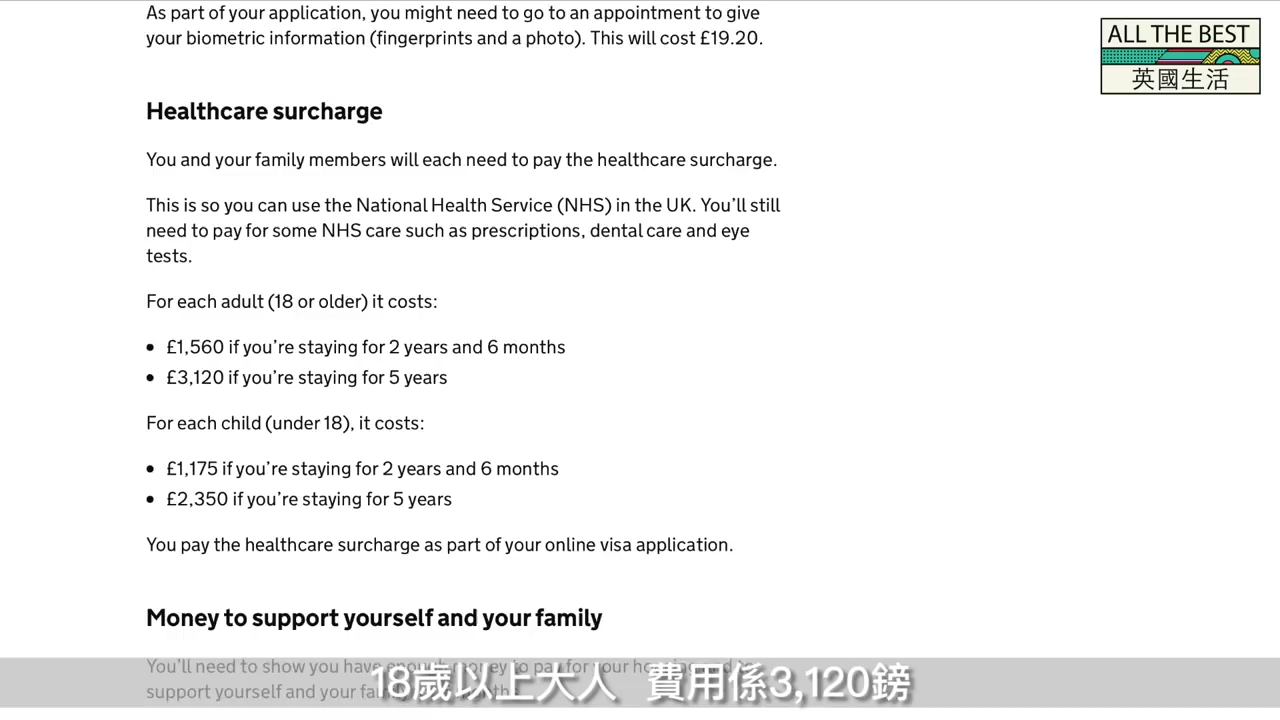 As part of your application, you might need to go to an appointment to give
your biometric information (fingerprints and a photo). This will cost £19.20.
ALL THE BEST
英國生活
Healthcare surcharge
You and your family members will each need to pay the healthcare surcharge.
This is so you can use the National Health Service (NHS) in the UK. You’ll still
need to pay for some NHS care such as prescriptions, dental care and eye
tests.
For each adult (18 or older) it costs:
• £1,560 if you’re staying for 2 years and 6 months
• £3,120 if you’re staying for 5 years
For each child (under 18), it costs:
• £1,175 if you’re staying for 2 years and 6 months
• £2,350 if you’re staying for 5 years
You pay the healthcare surcharge as part of your online visa application.
Money to support yourself and your family
You’ll need to show you have enough money to pay for your
support yourself and your family
18歲以上大人 費用係3,120鎊